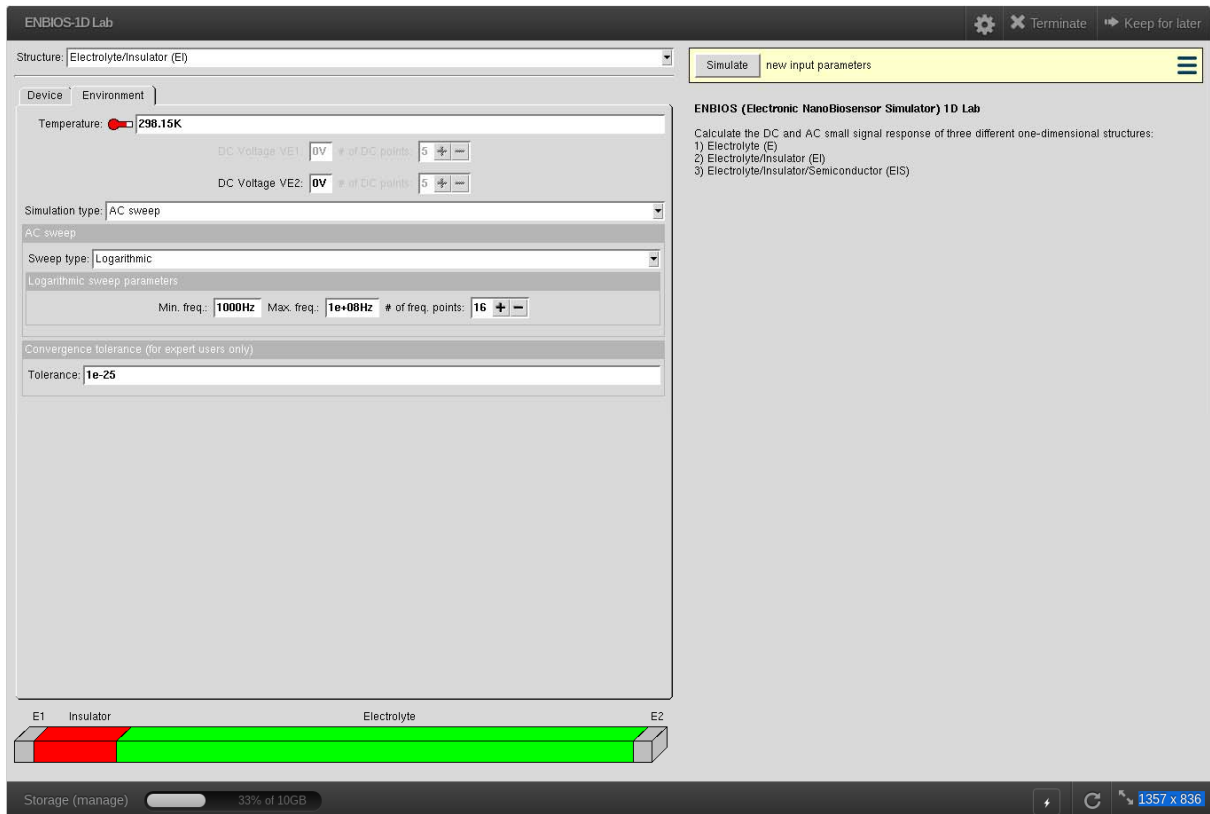 ENBIOS-1D Lab
Terminate
Keep for later
Structure: Electrolyte/Insulator (EI)
Device Environment
Temperature: 298.15K
DC Voltage VE1: 0V # of DC points: 5
DC Voltage VE2: 0V # of DC points: 5
Simulation type: AC sweep
AC sweep
Sweep type: Logarithmic
Logarithmic sweep parameters
Min. freq.: 1000Hz Max. freq.: 1e+08Hz # of freq. points: 16
Convergence tolerance (for expert users only)
Tolerance: 1e-25
E1 Insulator Electrolyte E2
Simulate new input parameters
ENBIOS (Electronic NanoBiosensor Simulator) 1D Lab
Calculate the DC and AC small signal response of three different one-dimensional structures:
1) Electrolyte (E)
2) Electrolyte/Insulator (EI)
3) Electrolyte/Insulator/Semiconductor (EIS)
Storage (manage) 33% of 10GB
1357 x 836